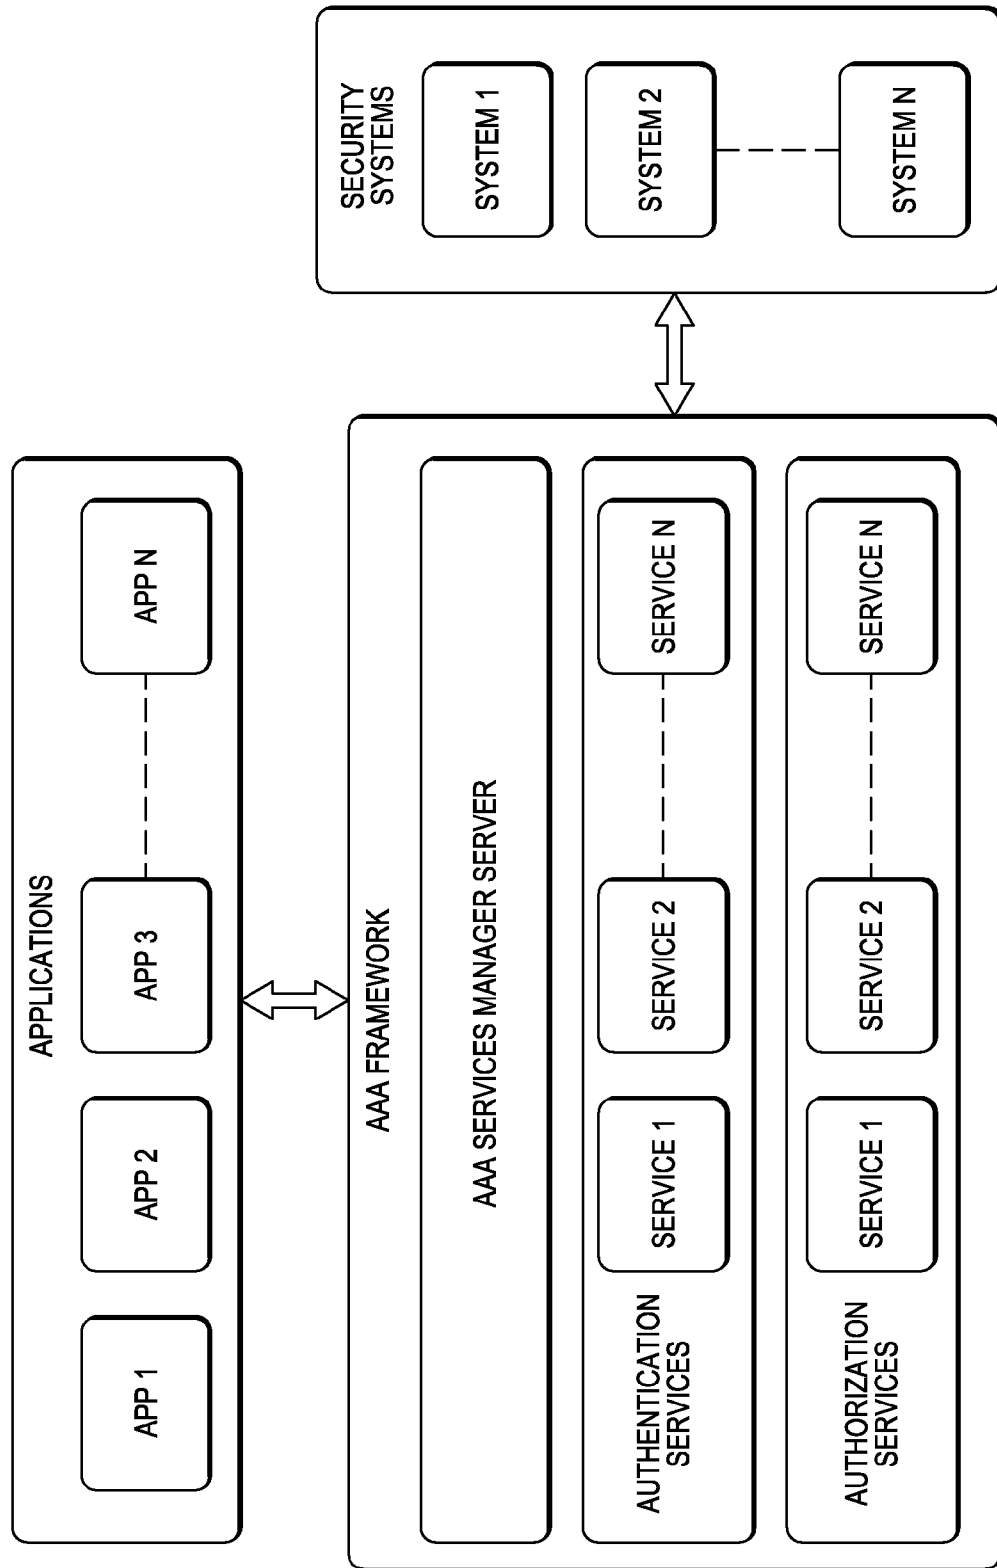 APPLICATIONS
APP 1
APP 2
APP 3
APP N
AAA FRAMEWORK
AAA SERVICES MANAGER SERVER
AUTHENTICATION
SERVICES
SERVICE 1
SERVICE 2
SERVICE N
AUTHORIZATION
SERVICES
SERVICE 1
SERVICE 2
SERVICE N
SECURITY
SYSTEMS
SYSTEM 1
SYSTEM 2
SYSTEM N